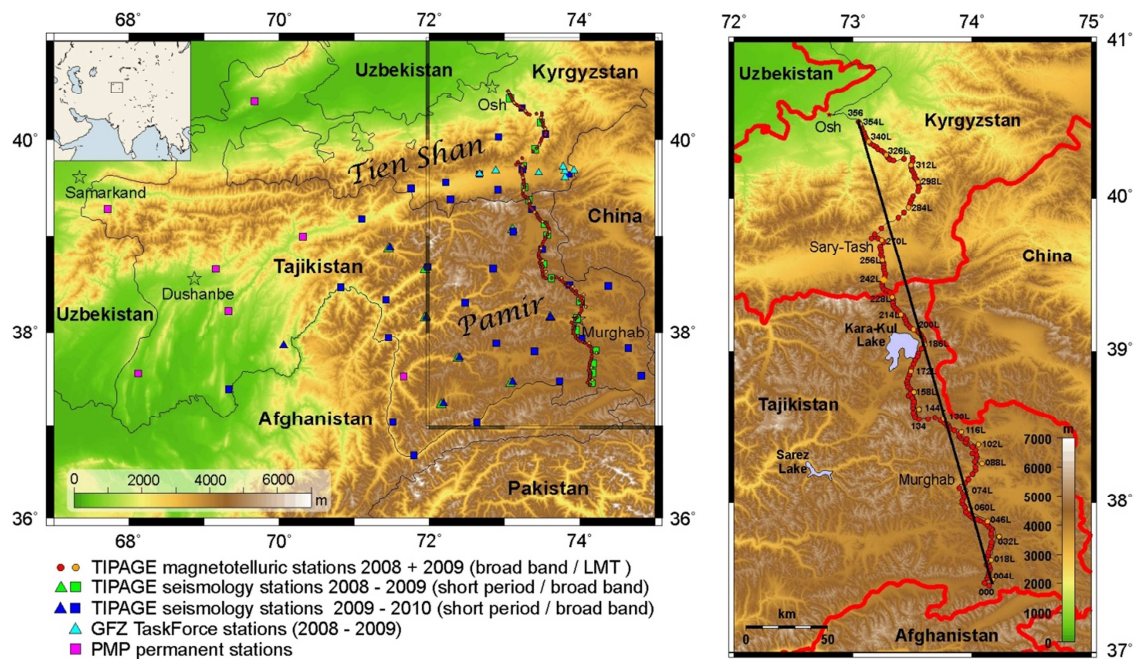 68° 70° 72° 74°
40°
38°
36°
Uzbekistan
Kyrgyzstan
Osh
Tien Shan
Samarkand
China
Tajikistan
Dushanbe
Uzbekistan
Pamir
Murghab
Afghanistan
Pakistan
0 2000 4000 6000
m
68 70 72 74
TIPAGE magnetotelluric stations 2008 + 2009 (broad band / LMT )
TIPAGE seismology stations 2008 - 2009 (short period / broad band)
TIPAGE seismology stations 2009 - 2010 (short period / broad band)
GFZ TaskForce stations (2008 - 2009)
PMP permanent stations
72° 73° 74° 75°
41°
40°
39°
38°
37°
Uzbekistan
Osh
356
354L
Kyrgyzstan
340L
326L
312L
298L
284L
Sary-Tash
270L
256L
China
242L
228L
214L
200L
Kara-Kul
Lake
186L
172L
158L
144L
Tajikistan
134
130L
116L
102L
088L
Sarez
Lake
Murghab
074L
060L
046L
032L
018L
004L
000
m
7000
6000
5000
4000
3000
2000
1000
0
km
0 50
Afghanistan